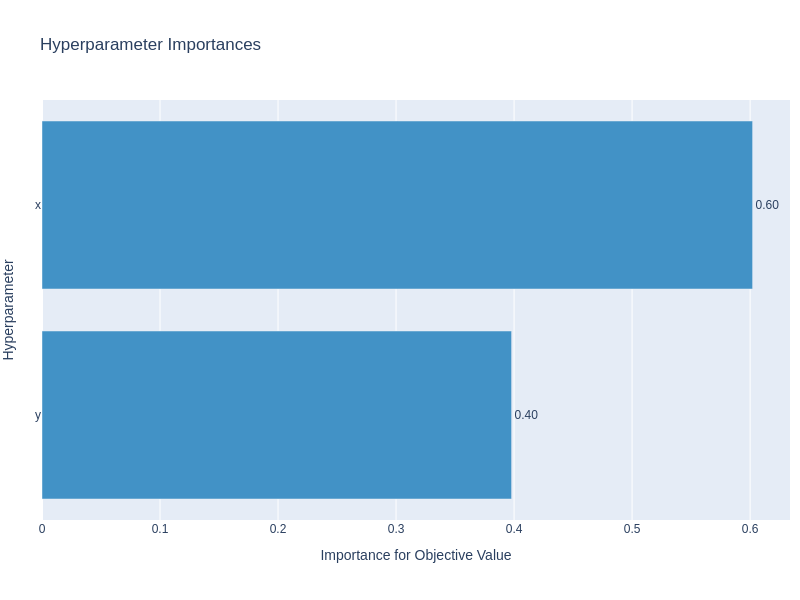 Hyperparameter Importances
Hyperparameter
x
0.60
y
0.40
0
0.1
0.2
0.3
0.4
0.5
0.6
Importance for Objective Value